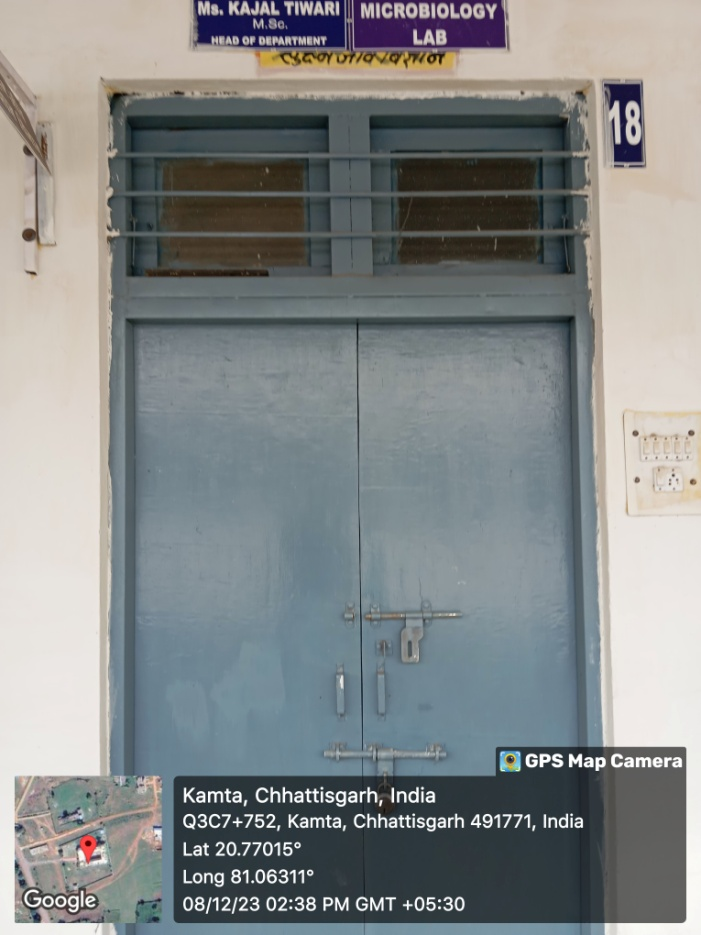 Ms. KAJAL TIWARI
M.Sc.
HEAD OF DEPARTMENT
MICROBIOLOGY
LAB
18
GPS Map Camera
Kamta, Chhattisgarh, India
Q3C7+752, Kamta, Chhattisgarh 491771, India
Lat 20.77015°
Long 81.06311°
08/12/23 02:38 PM GMT +05:30
Google